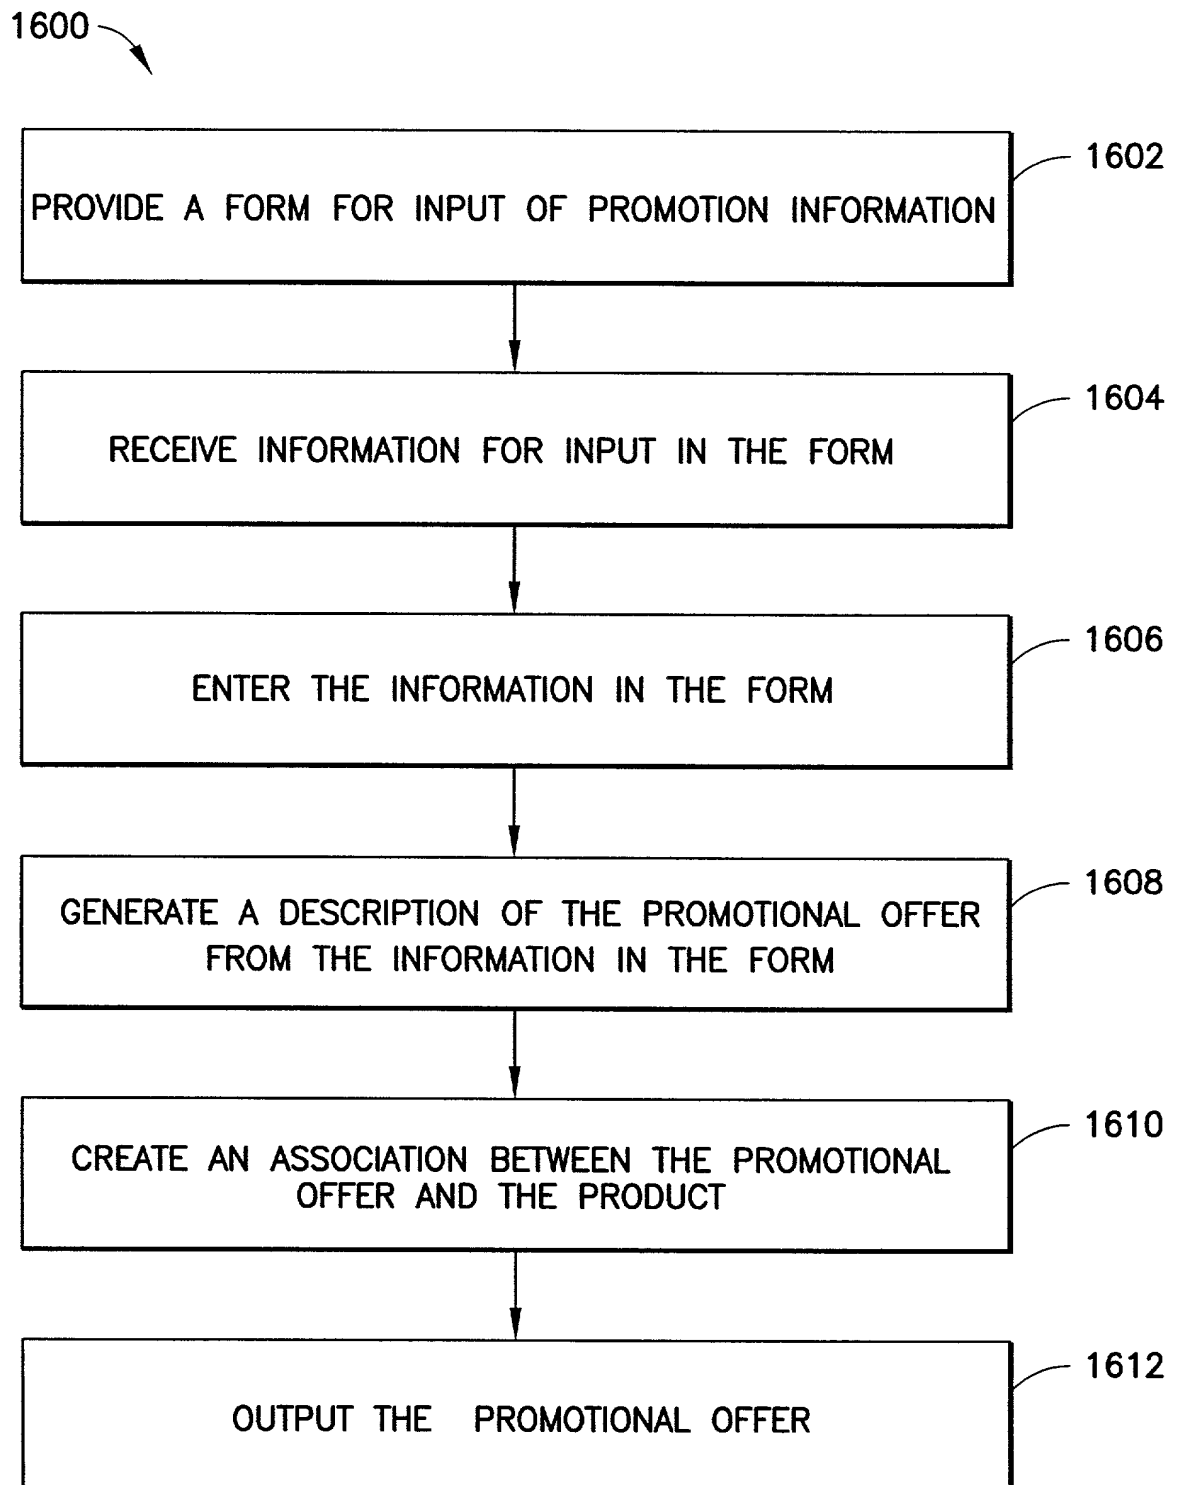 1600
1602
PROVIDE A FORM FOR INPUT OF PROMOTION INFORMATION
1604
RECEIVE INFORMATION FOR INPUT IN THE FORM
1606
ENTER THE INFORMATION IN THE FORM
1608
GENERATE A DESCRIPTION OF THE PROMOTIONAL OFFER
FROM THE INFORMATION IN THE FORM
1610
CREATE AN ASSOCIATION BETWEEN THE PROMOTIONAL
OFFER AND THE PRODUCT
1612
OUTPUT THE PROMOTIONAL OFFER